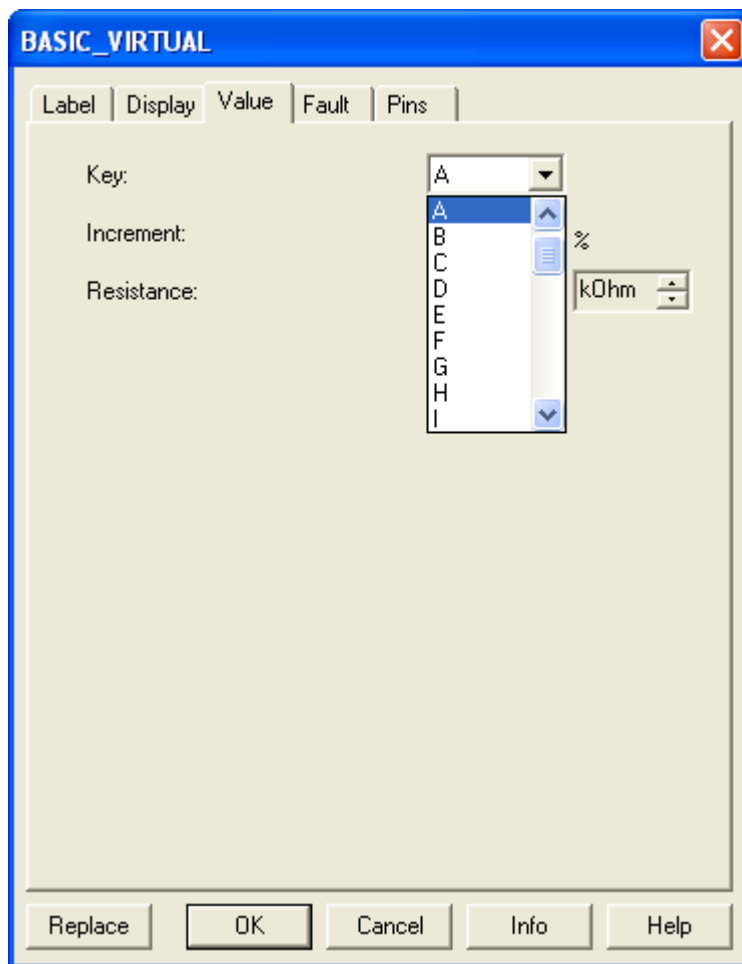 BASIC_VIRTUAL
Label Display Value Fault Pins
Key: A
A
Increment: %
B
C
Resistance: kOhm
D
E
F
G
H
I
Replace OK Cancel Info Help